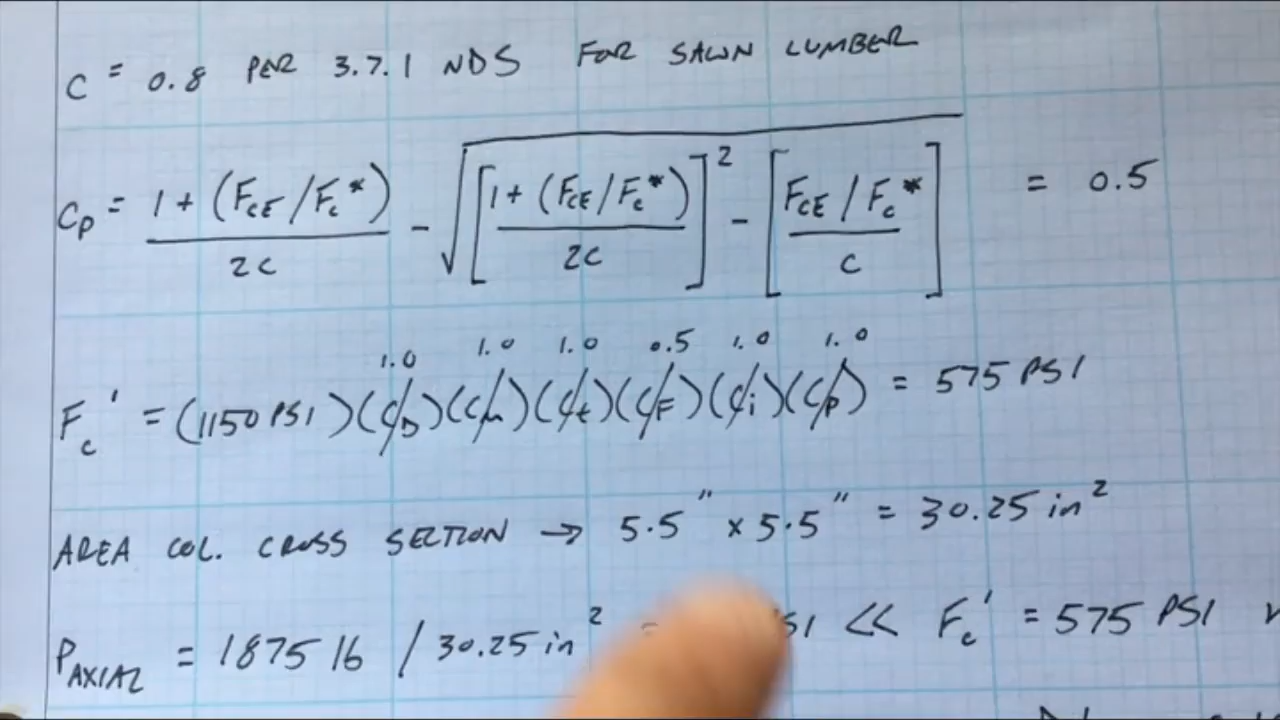 C = 0.8 PER 3.7.1 NDS FOR SAWN LUMBER
Cp = 1 + (FcE/Fc*) / 2c - √([1 + (FcE/Fc*) / 2c]² - [FcE/Fc* / c]) = 0.5
1.0 1.0 1.0 0.5 1.0 1.0
Fc' = (1150 PSI)(CD)(Cm)(Ct)(CF)(Ci)(Cp) = 575 PSI
AREA COL. CROSS SECTION → 5.5" x 5.5" = 30.25 in²
PAXIAL = 1875 lb / 30.25 in² = << Fc' = 575 PSI